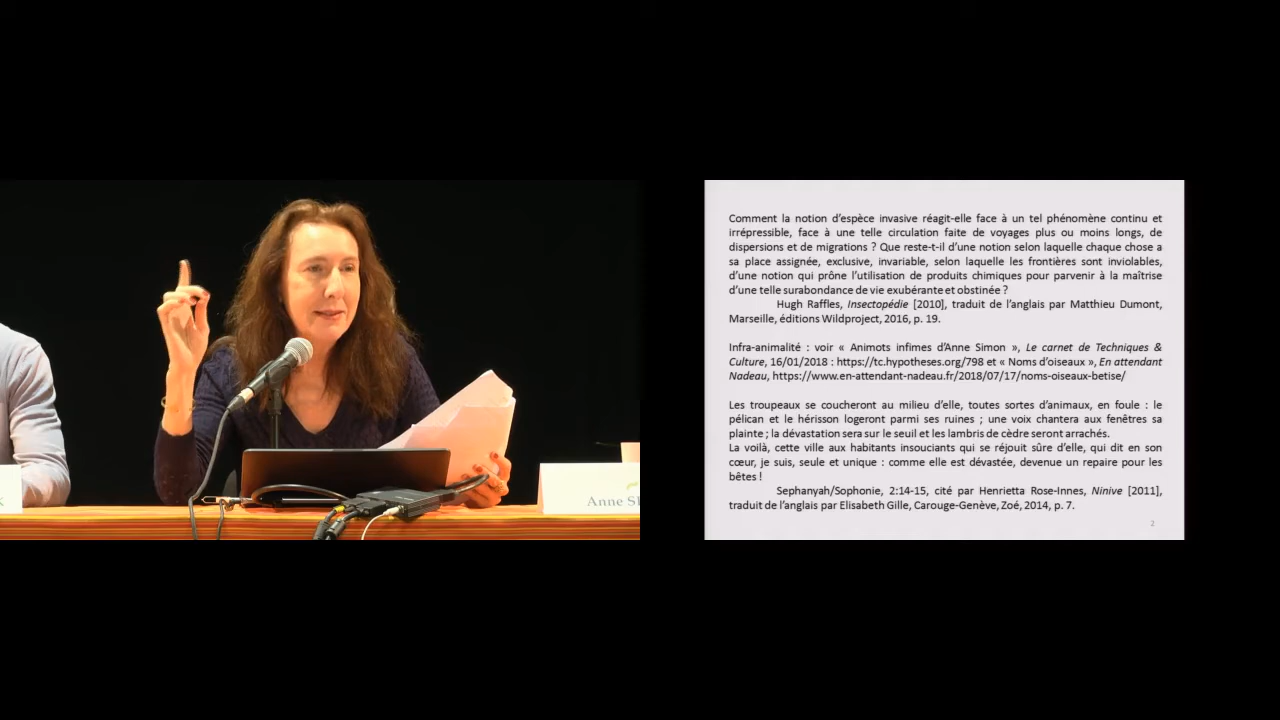 Comment la notion d'espèce invasive réagit-elle face à un tel phénomène continu et
irrépressible, face à une telle circulation faite de voyages plus ou moins longs, de
dispersions et de migrations ? Que reste-t-il d'une notion selon laquelle chaque chose a
sa place assignée, exclusive, invariable, selon laquelle les frontières sont inviolables,
d'une notion qui prône l'utilisation de produits chimiques pour parvenir à la maîtrise
d'une telle surabondance de vie exubérante et obstinée ?
Hugh Raffles, Insectopédie [2010], traduit de l'anglais par Matthieu Dumont,
Marseille, éditions Wildproject, 2016, p. 19.
Infra-animalité : voir « Animots infimes d'Anne Simon », Le carnet de Techniques &
Culture, 16/01/2018 : https://tc.hypotheses.org/798 et « Noms d'oiseaux », En attendant
Nadeau, https://www.en-attendant-nadeau.fr/2018/07/17/noms-oiseaux-betise/
Les troupeaux se coucheront au milieu d'elle, toutes sortes d'animaux, en foule : le
pélican et le hérisson logeront parmi ses ruines ; une voix chantera aux fenêtres sa
plainte ; la dévastation sera sur le seuil et les lambris de cèdre seront arrachés.
La voilà, cette ville aux habitants insouciants qui se réjouit sûre d'elle, qui dit en son
cœur, je suis, seule et unique : comme elle est dévastée, devenue un repaire pour les
bêtes !
Sephanyah/Sophonie, 2:14-15, cité par Henrietta Rose-Innes, Ninive [2011],
traduit de l'anglais par Elisabeth Gille, Carouge-Genève, Zoé, 2014, p. 7.
2
Anne